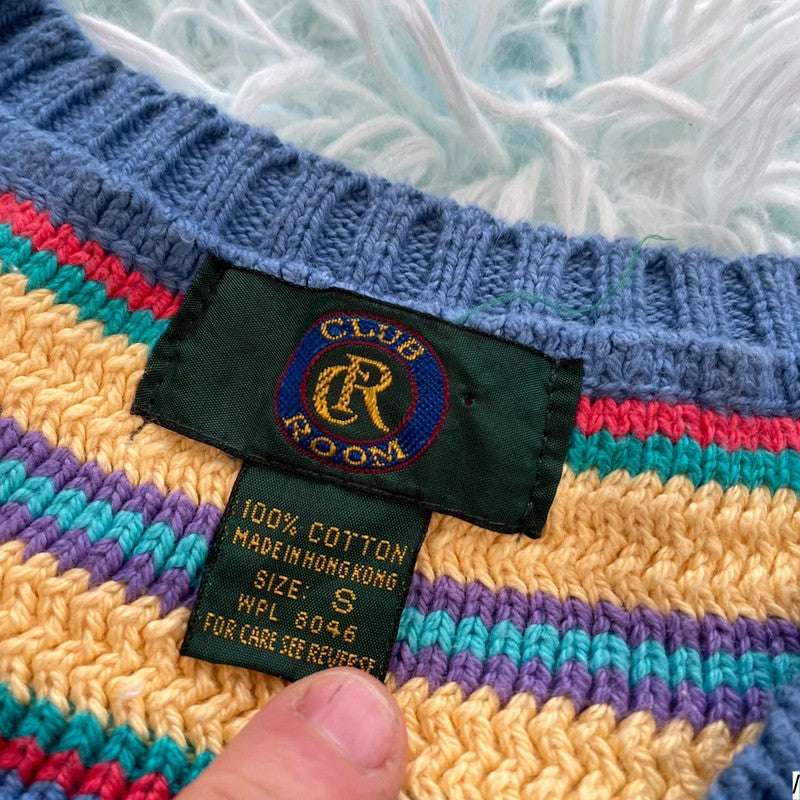 CLUB
CR
ROOM
100% COTTON
MADE IN HONG KONG
SIZE: S
WPL 8046
FOR CARE SEE REVERSE